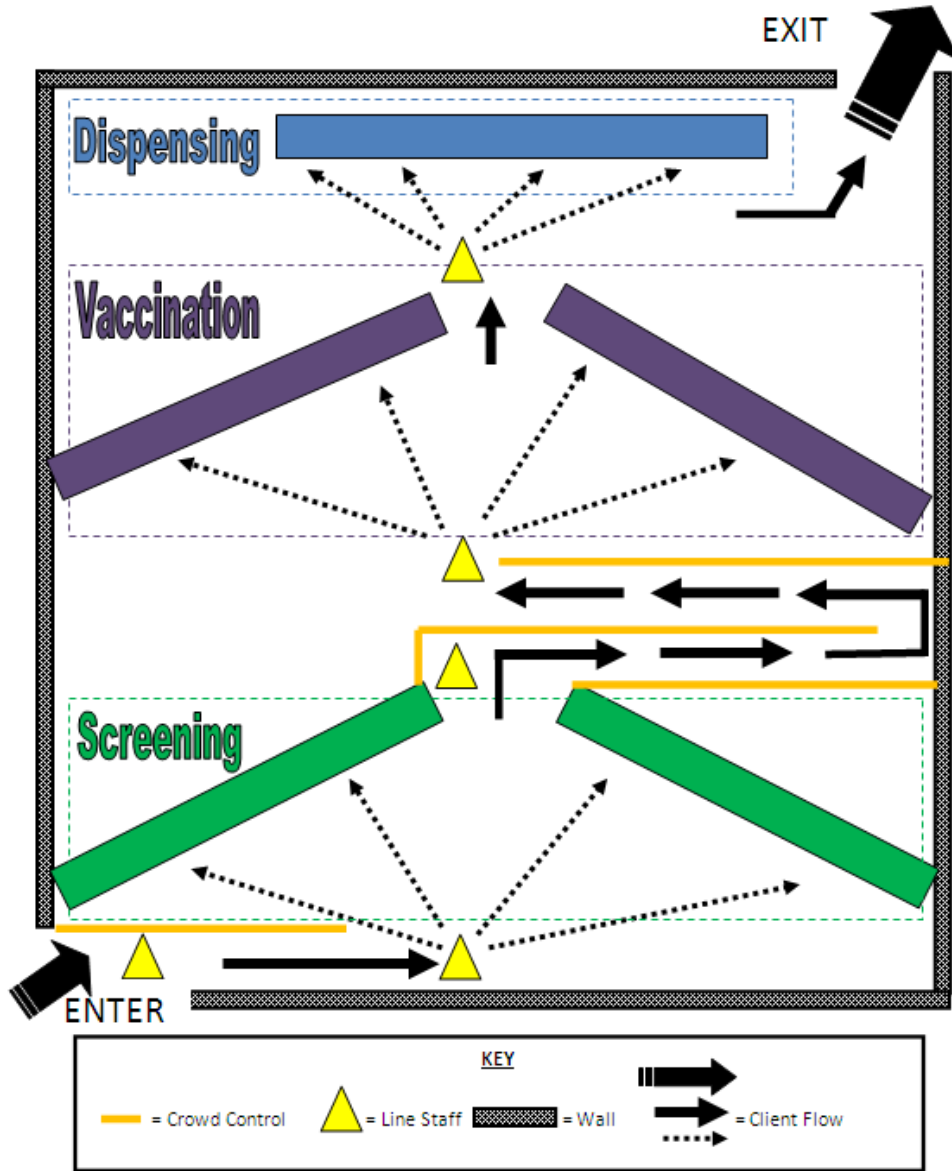 EXIT
Dispensing
Vaccination
Screening
ENTER
KEY
= Crowd Control = Line Staff = Wall = Client Flow